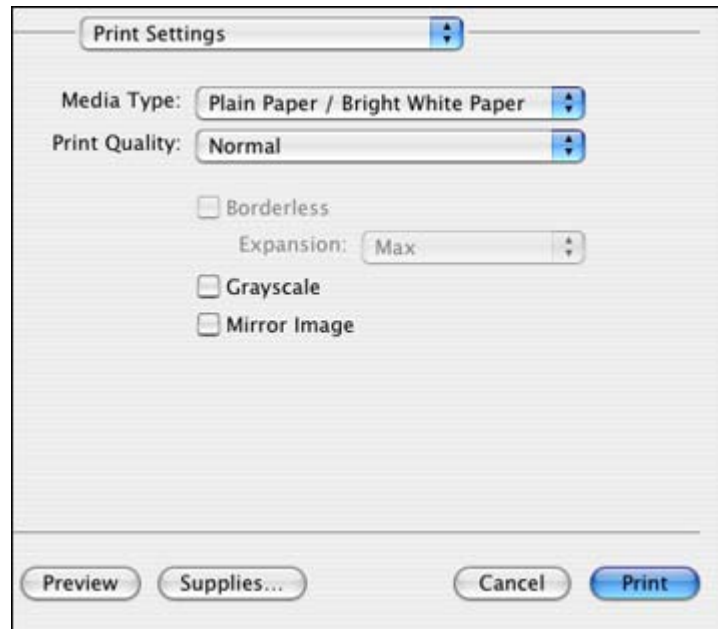 Print Settings
Media Type: Plain Paper / Bright White Paper
Print Quality: Normal
Borderless
Expansion: Max
Grayscale
Mirror Image
Preview Supplies... Cancel Print